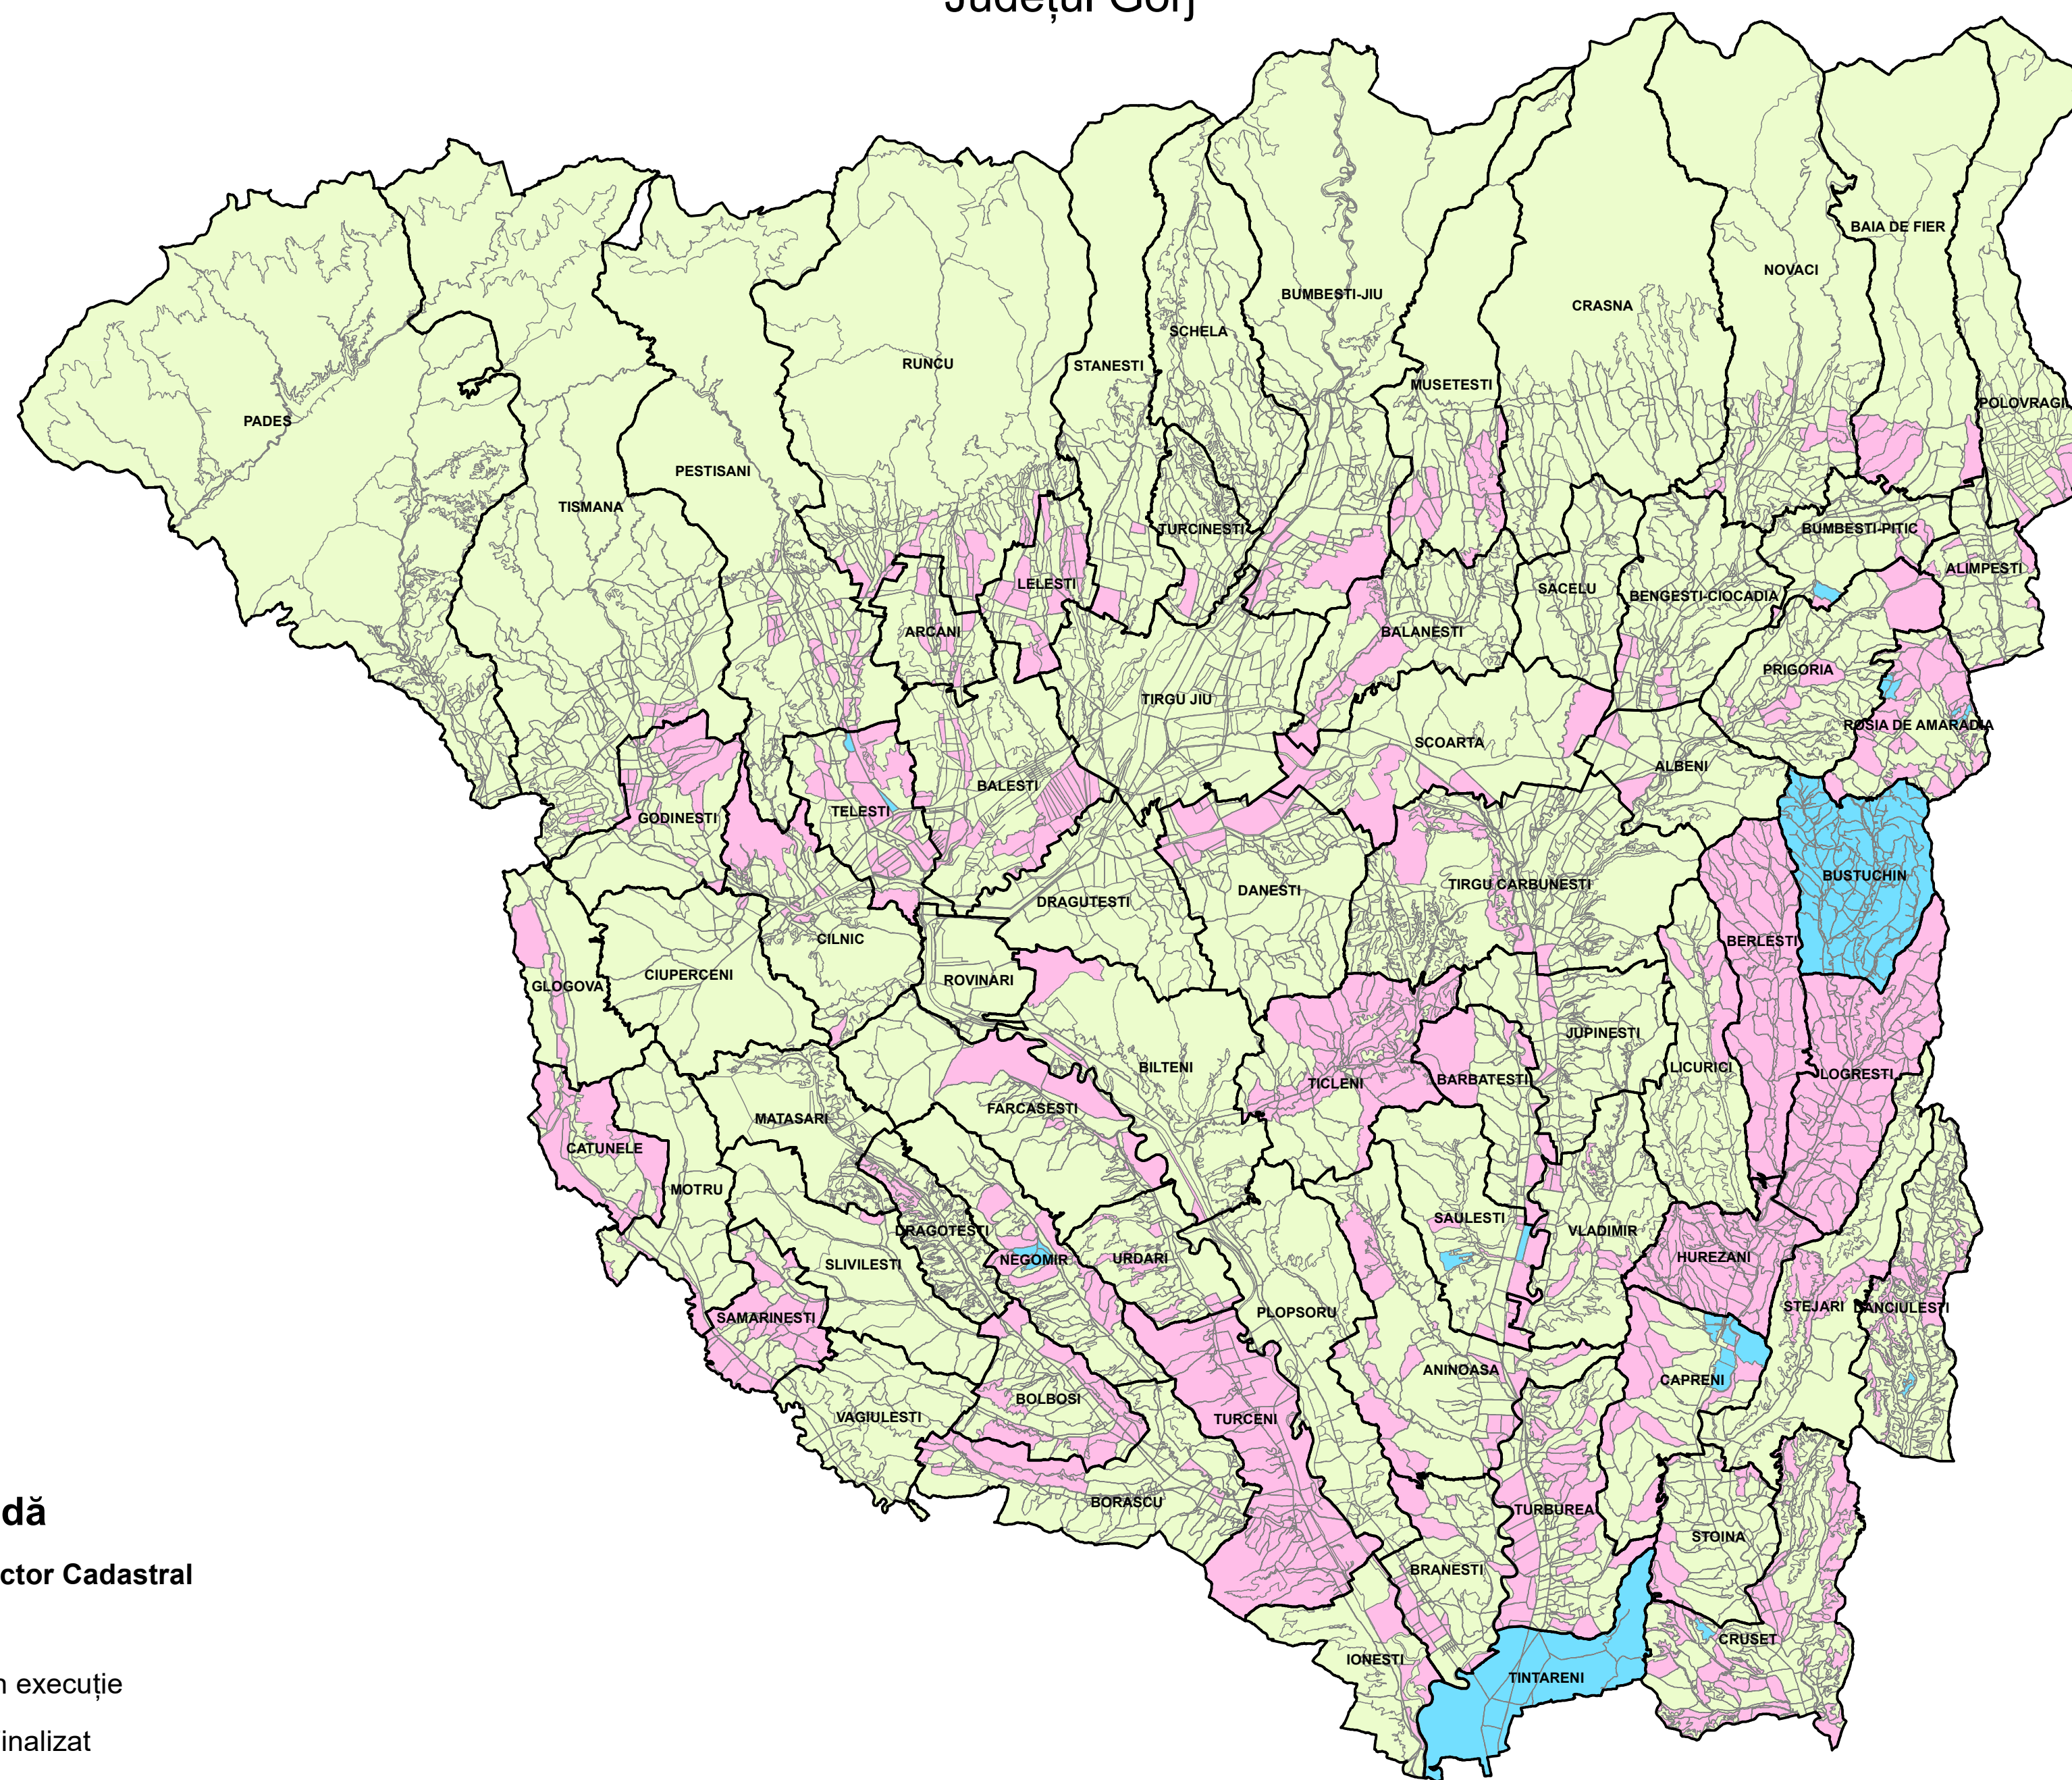 Județul Gorj
BAIA DE FIER
NOVACI
BUMBESTI-JIU
CRASNA
SCHELA
RUNCU
STANESTI
MUSETESTI
POLOVRAGI
PADES
PESTISANI
TISMANA
TURCINESTI
BUMBESTI-PITIC
ALIMPESTI
LELESTI
SACELU
BENGESTI-CIOCADIA
ARCANI
BALANESTI
PRIGORIA
TIRGU JIU
ROSIA DE AMARADIA
SCOARTA
ALBENI
BALESTI
TELESTI
GODINESTI
BUSTUCHIN
TIRGU CARBUNESTI
DANESTI
DRAGUTESTI
CILNIC
BERLESTI
CIUPERCENI
ROVINARI
GLOGOVA
JUPINESTI
BILTENI
LICURICI
LOGRESTI
TICLENI
BARBATESTI
FARCASESTI
MATASARI
CATUNELE
MOTRU
SAULESTI
DRAGOTESTI
VLADIMIR
NEGOMIR
URDARI
HUREZANI
SLIVILESTI
STEJARI
DANCIULESTI
PLOPSORU
SAMARINESTI
ANINOASA
CAPRENI
BOLBOSI
VAGIULESTI
TURCENI
BORASCU
TURBUREA
dă
STOINA
BRANESTI
ctor Cadastral
CRUSET
IONESTI
TINTARENI
n execuție
inalizat